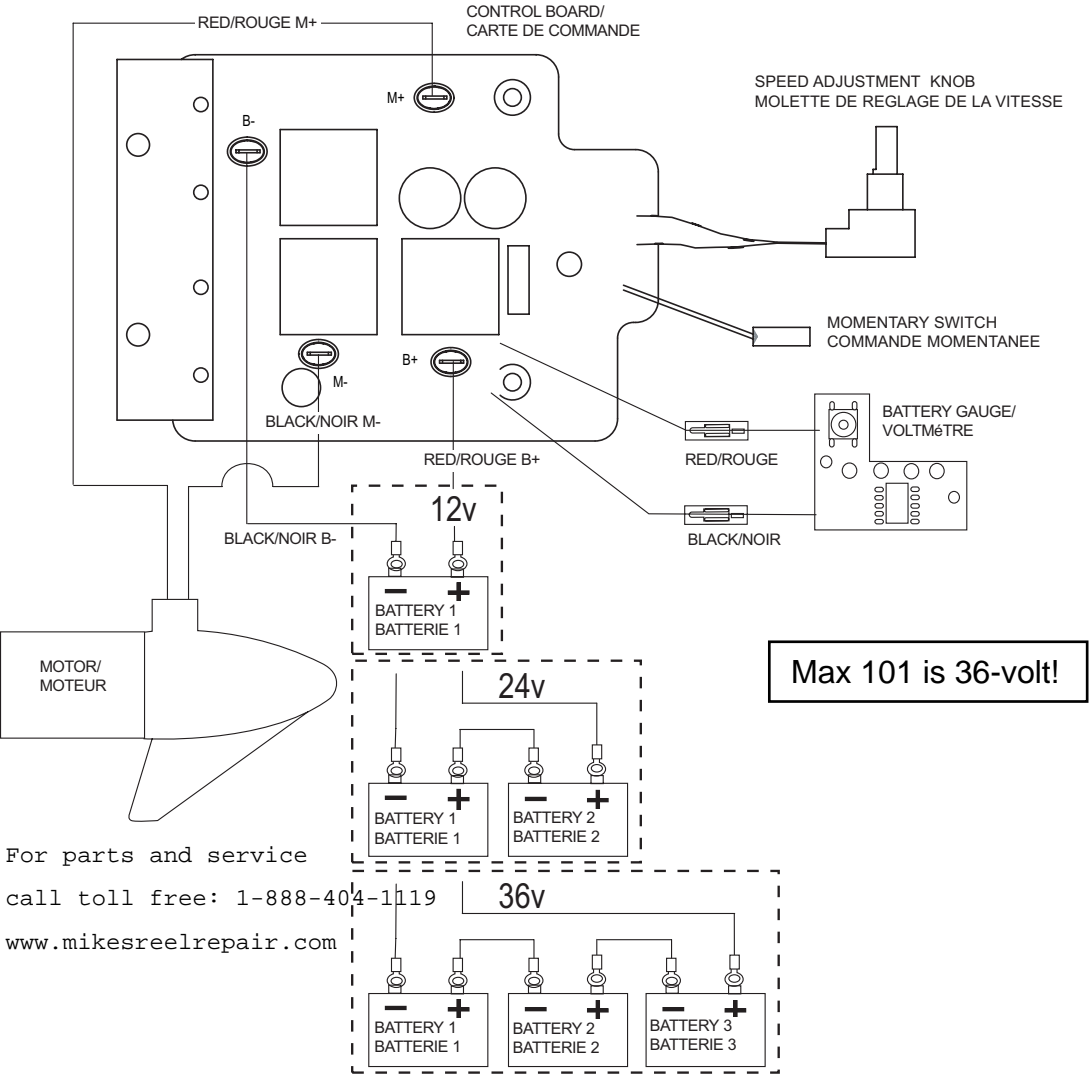 RED/ROUGE M+
CONTROL BOARD/
CARTE DE COMMANDE
SPEED ADJUSTMENT KNOB
MOLETTE DE REGLAGE DE LA VITESSE
M+
B-
MOMENTARY SWITCH
COMMANDE MOMENTANEE
B+
M-
BLACK/NOIR M-
BATTERY GAUGE/
VOLTMéTRE
RED/ROUGE B+
RED/ROUGE
12v
BLACK/NOIR B-
BLACK/NOIR
BATTERY 1
BATTERIE 1
MOTOR/
MOTEUR
Max 101 is 36-volt!
24v
BATTERY 1
BATTERIE 1
BATTERY 2
BATTERIE 2
For parts and service
call toll free: 1-888-404-1119
www.mikesreelrepair.com
36v
BATTERY 1
BATTERIE 1
BATTERY 2
BATTERIE 2
BATTERY 3
BATTERIE 3